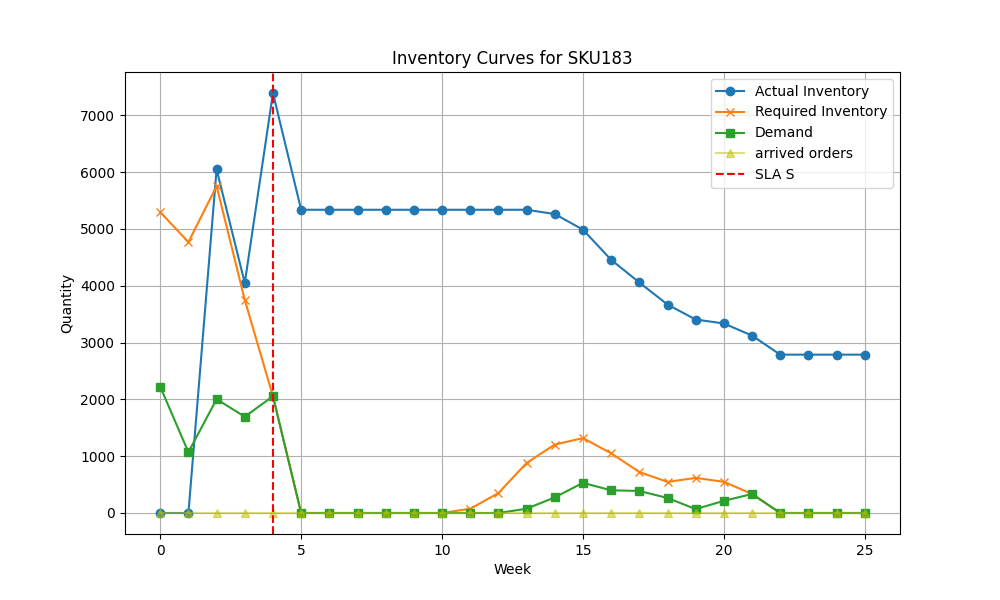 Inventory Curves for SKU183
Actual Inventory
Required Inventory
Demand
arrived orders
SLA S
Quantity
7000
6000
5000
4000
3000
2000
1000
0
0 5 10 15 20 25
Week